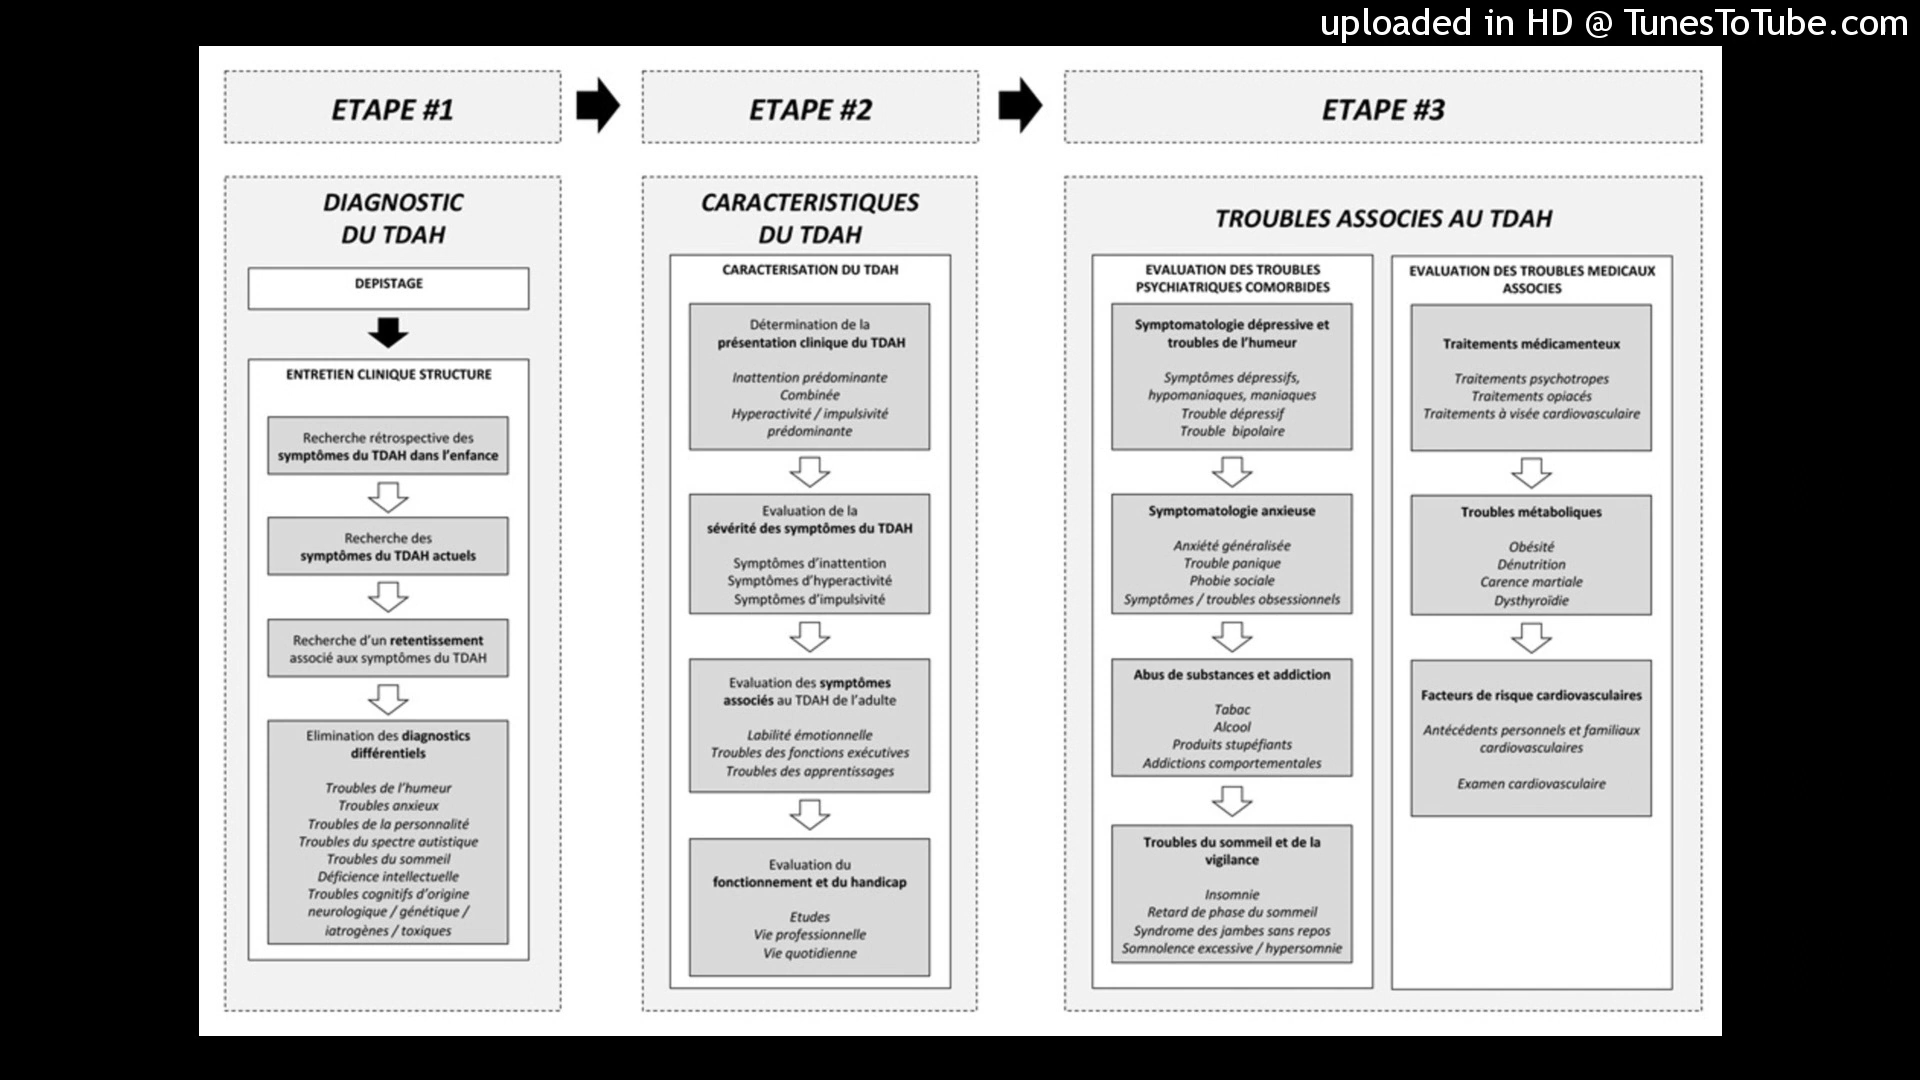 uploaded in HD @ TunesToTube.com
ETAPE #1
ETAPE #2
ETAPE #3
DIAGNOSTIC
DU TDAH
DEPISTAGE
ENTRETIEN CLINIQUE STRUCTURE
Recherche rétrospective des
symptômes du TDAH dans l'enfance
Recherche des
symptômes du TDAH actuels
Recherche d'un retentissement
associé aux symptômes du TDAH
Elimination des diagnostics
différentiels
Troubles de l'humeur
Troubles anxieux
Troubles de la personnalité
Troubles du spectre autistique
Troubles du sommeil
Déficience intellectuelle
Troubles cognitifs d'origine
neurologique / génétique /
iatrogènes / toxiques
CARACTERISTIQUES
DU TDAH
CARACTERISATION DU TDAH
Détermination de la
présentation clinique du TDAH
Inattention prédominante
Combinée
Hyperactivité / impulsivité
prédominante
Evaluation de la
sévérité des symptômes du TDAH
Symptômes d'inattention
Symptômes d'hyperactivité
Symptômes d'impulsivité
Evaluation des symptômes
associés au TDAH de l'adulte
Labilité émotionnelle
Troubles des fonctions exécutives
Troubles des apprentissages
Evaluation du
fonctionnement et du handicap
Etudes
Vie professionnelle
Vie quotidienne
TROUBLES ASSOCIES AU TDAH
EVALUATION DES TROUBLES
PSYCHIATRIQUES COMORBIDES
Symptomatologie dépressive et
troubles de l'humeur
Symptômes dépressifs,
hypomaniaques, maniaques
Trouble dépressif
Trouble bipolaire
Symptomatologie anxieuse
Anxiété généralisée
Trouble panique
Phobie sociale
Symptômes / troubles obsessionnels
Abus de substances et addiction
Tabac
Alcool
Produits stupéfiants
Addictions comportementales
Troubles du sommeil et de la
vigilance
Insomnie
Retard de phase du sommeil
Syndrome des jambes sans repos
Somnolence excessive / hypersomnie
EVALUATION DES TROUBLES MEDICAUX
ASSOCIES
Traitements médicamenteux
Traitements psychotropes
Traitements opiacés
Traitements à visée cardiovasculaire
Troubles métaboliques
Obésité
Dénutrition
Carence martiale
Dysthyroïdie
Facteurs de risque cardiovasculaires
Antécédents personnels et familiaux
cardiovasculaires
Examen cardiovasculaire